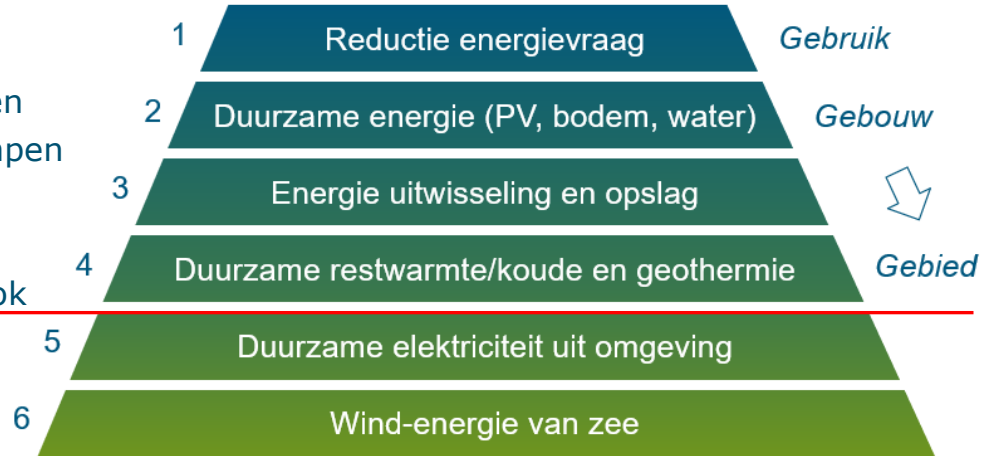 1 Reductie energievraag Gebruik
2 Duurzame energie (PV, bodem, water) Gebouw
3 Energie uitwisseling en opslag
4 Duurzame restwarmte/koude en geothermie Gebied
5 Duurzame elektriciteit uit omgeving
6 Wind-energie van zee